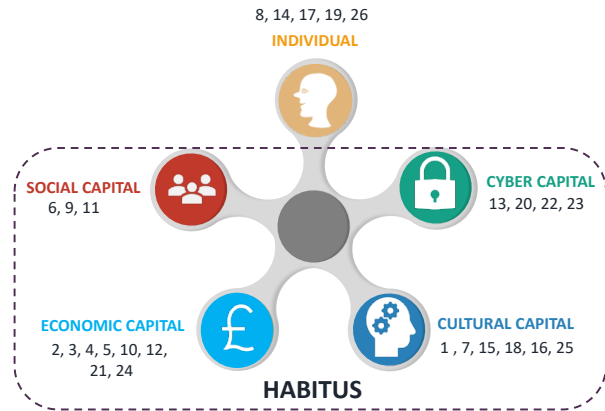 8, 14, 17, 19, 26
INDIVIDUAL
SOCIAL CAPITAL
6, 9, 11
CYBER CAPITAL
13, 20, 22, 23
ECONOMIC CAPITAL
2, 3, 4, 5, 10, 12,
21, 24
£
CULTURAL CAPITAL
1 , 7, 15, 18, 16, 25
HABITUS